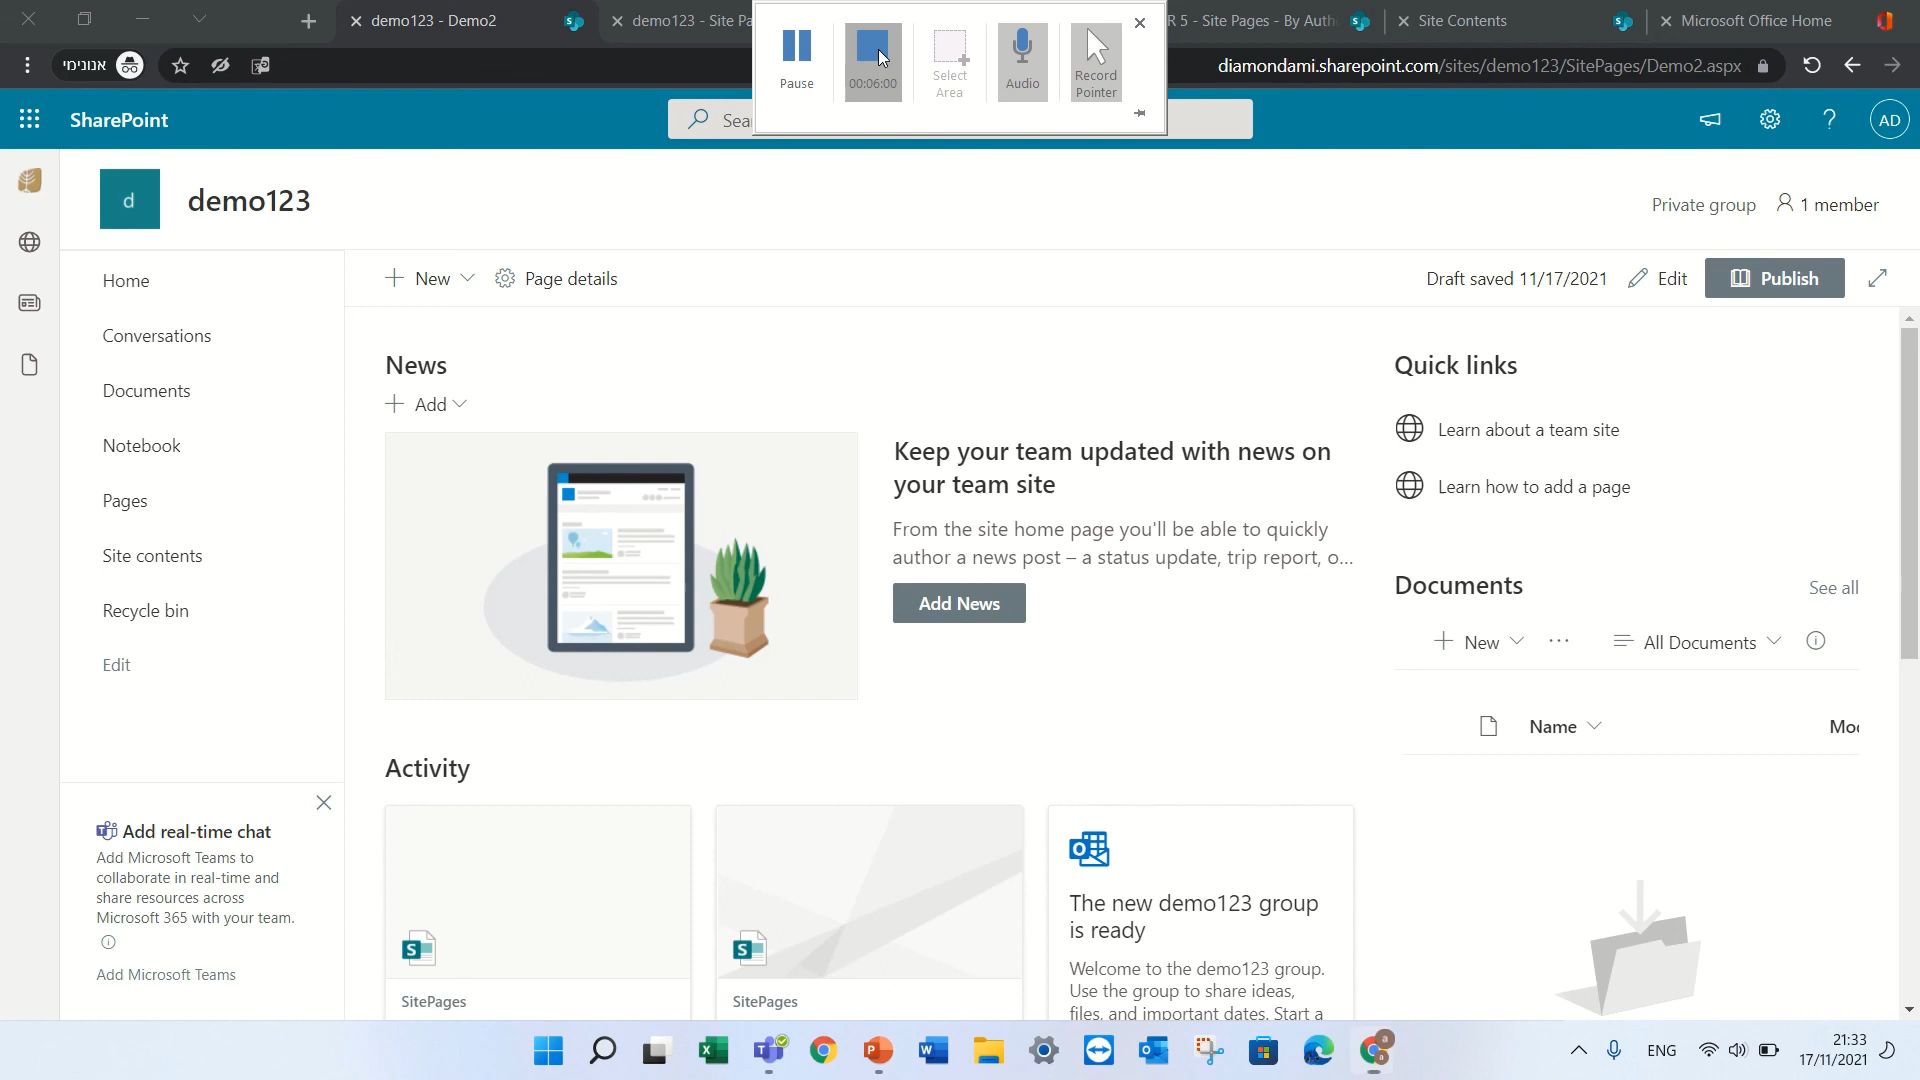 demo123 - Demo2
demo123 - Site Pa
R 5 - Site Pages - By Auth
Site Contents
Microsoft Office Home
אנונימי
diamondami.sharepoint.com/sites/demo123/SitePages/Demo2.aspx
Pause
00:06:00
Select
Area
Audio
Record
Pointer
SharePoint
Sea
AD
d
demo123
Private group
1 member
Home
Conversations
Documents
Notebook
Pages
Site contents
Recycle bin
Edit
New
Page details
Draft saved 11/17/2021
Edit
Publish
News
Add
Keep your team updated with news on
your team site
From the site home page you'll be able to quickly
author a news post – a status update, trip report, o...
Add News
Quick links
Learn about a team site
Learn how to add a page
Documents
See all
New
All Documents
Name
Mod
Activity
SitePages
SitePages
The new demo123 group
is ready
Welcome to the demo123 group.
Use the group to share ideas,
files, and important dates. Start a
Add real-time chat
Add Microsoft Teams to
collaborate in real-time and
share resources across
Microsoft 365 with your team.
Add Microsoft Teams
ENG
21:33
17/11/2021